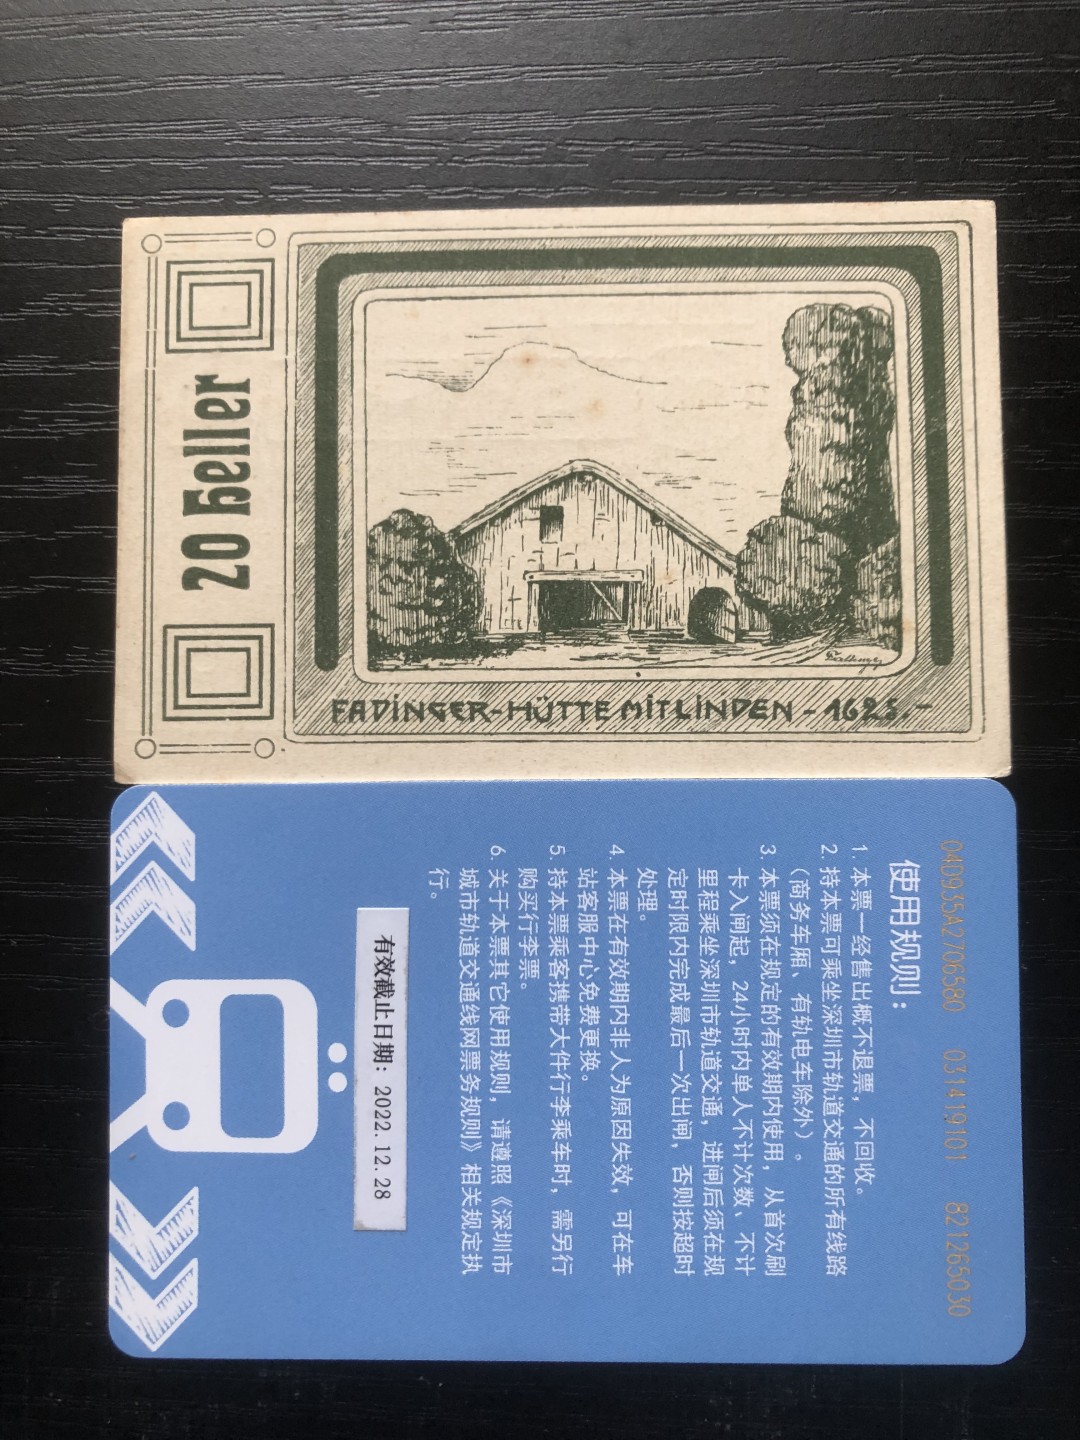 20 Heller
FADINGER-HÜTTE MIT LINDEN - 1625.-
04D935A2706580 031419101 821265030
使用规则：
1. 本票一经售出概不退票，不回收。
2. 持本票可乘坐深圳市轨道交通的所有线路
（商务车厢、有轨电车除外）。
3. 本票须在规定的有效期内使用，从首次刷
卡入闸起，24小时内单人不计次数、不计
里程乘坐深圳市轨道交通，进闸后须在规
定时限内完成最后一次出闸，否则按超时
处理。
4. 本票在有效期内非人为原因失效，可在车
站客服中心免费更换。
5. 持本票乘客携带大件行李乘车时，需另行
购买行李票。
6. 关于本票其它使用规则，请遵照《深圳市
城市轨道交通线网票务规则》相关规定执
行。
有效截止日期：2022.12.28